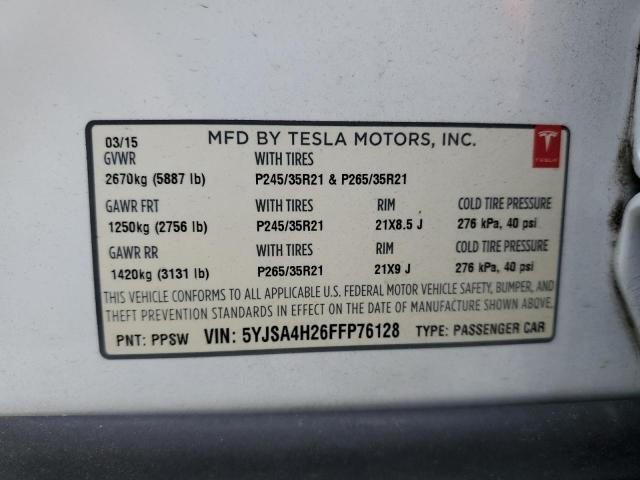 03/15 MFD BY TESLA MOTORS, INC.
GVWR WITH TIRES
2670kg (5887 lb) P245/35R21 & P265/35R21
TESLA
GAWR FRT WITH TIRES RIM COLD TIRE PRESSURE
1250kg (2756 lb) P245/35R21 21X8.5 J 276 kPa, 40 psi
GAWR RR WITH TIRES RIM COLD TIRE PRESSURE
1420kg (3131 lb) P265/35R21 21X9 J 276 kPa, 40 psi
THIS VEHICLE CONFORMS TO ALL APPLICABLE U.S. FEDERAL MOTOR VEHICLE SAFETY, BUMPER, AND
THEFT PREVENTION STANDARDS IN EFFECT ON THE DATE OF MANUFACTURE SHOWN ABOVE.
PNT: PPSW VIN: 5YJSA4H26FFP76128 TYPE: PASSENGER CAR